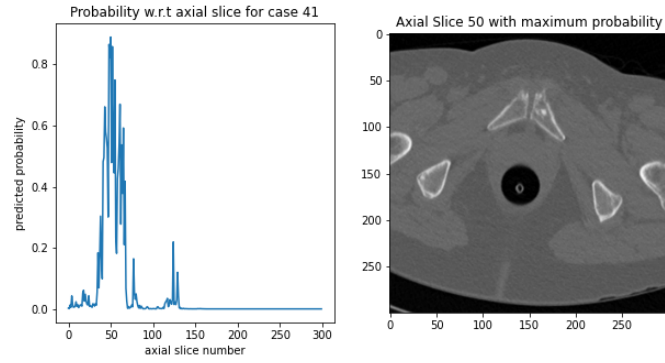 Probability w.r.t axial slice for case 41
predicted probability
0.8
0.6
0.4
0.2
0.0
0 50 100 150 200 250 300
axial slice number
Axial Slice 50 with maximum probability
0
50
100
150
200
250
0 50 100 150 200 250